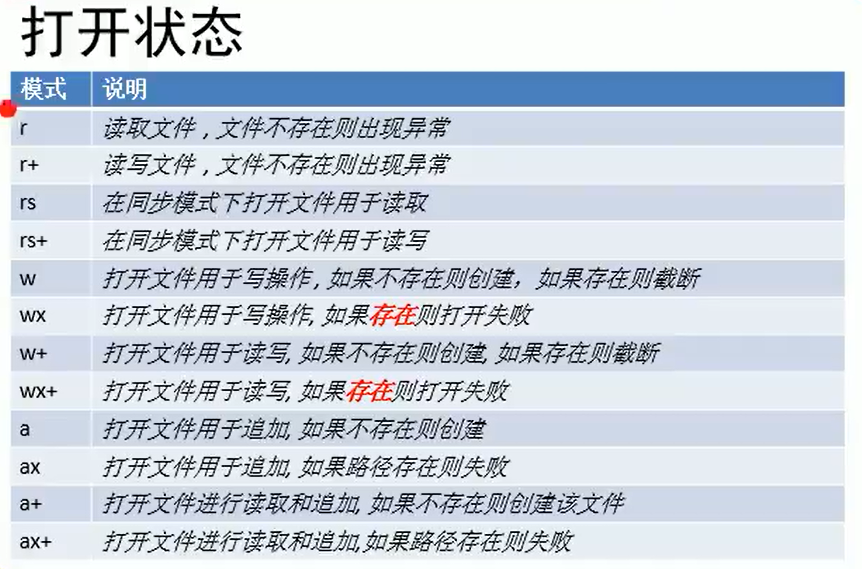 打开状态
模式 说明
r 读取文件，文件不存在则出现异常
r+ 读写文件，文件不存在则出现异常
rs 在同步模式下打开文件用于读取
rs+ 在同步模式下打开文件用于读写
w 打开文件用于写操作, 如果不存在则创建，如果存在则截断
wx 打开文件用于写操作, 如果存在则打开失败
w+ 打开文件用于读写, 如果不存在则创建, 如果存在则截断
wx+ 打开文件用于读写, 如果存在则打开失败
a 打开文件用于追加, 如果不存在则创建
ax 打开文件用于追加, 如果路径存在则失败
a+ 打开文件进行读取和追加, 如果不存在则创建该文件
ax+ 打开文件进行读取和追加,如果路径存在则失败